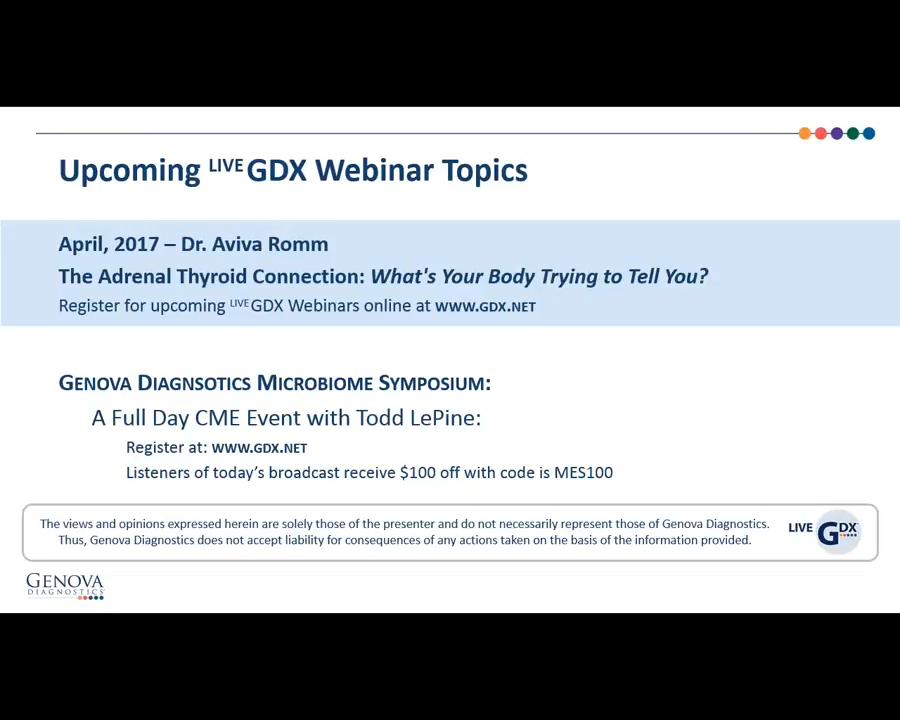 Upcoming LIVE GDX Webinar Topics
April, 2017 – Dr. Aviva Romm
The Adrenal Thyroid Connection: What's Your Body Trying to Tell You?
Register for upcoming LIVE GDX Webinars online at WWW.GDX.NET
GENOVA DIAGNSOTICS MICROBIOME SYMPOSIUM:
A Full Day CME Event with Todd LePine:
Register at: WWW.GDX.NET
Listeners of today's broadcast receive $100 off with code is MES100
The views and opinions expressed herein are solely those of the presenter and do not necessarily represent those of Genova Diagnostics.
Thus, Genova Diagnostics does not accept liability for consequences of any actions taken on the basis of the information provided.
LIVE GDX
GENOVA
DIAGNOSTICS